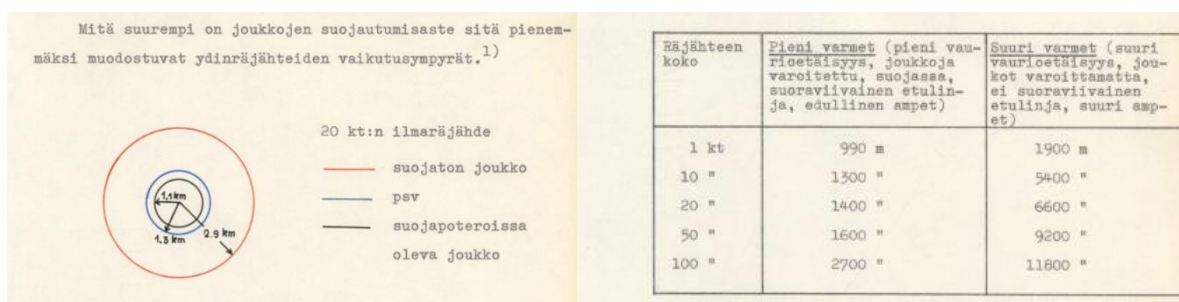 Mitä suurempi on joukkojen suojautumisaste sitä pienem-
mäksi muodostuvat ydinräjähteiden vaikutusympyrät.1)
20 kt:n ilmaräjähde
suojaton joukko
psv
suojapoteroissa
oleva joukko
1.1 km
1.3 km
2.9 km
Räjähteen
koko
Pieni varmet (pieni vau-
rioetäisyys, joukkoja
varoitettu, suojassa,
suoraviivainen etulin-
ja, edullinen ampet)
Suuri varmet (suuri
vaurioetäisyys, jou-
kot varoittamatta,
ei suoraviivainen
etulinja, suuri amp-
et)
1 kt 990 m 1900 m
10 " 1300 " 5400 "
20 " 1400 " 6600 "
50 " 1600 " 9200 "
100 " 2700 " 11800 "